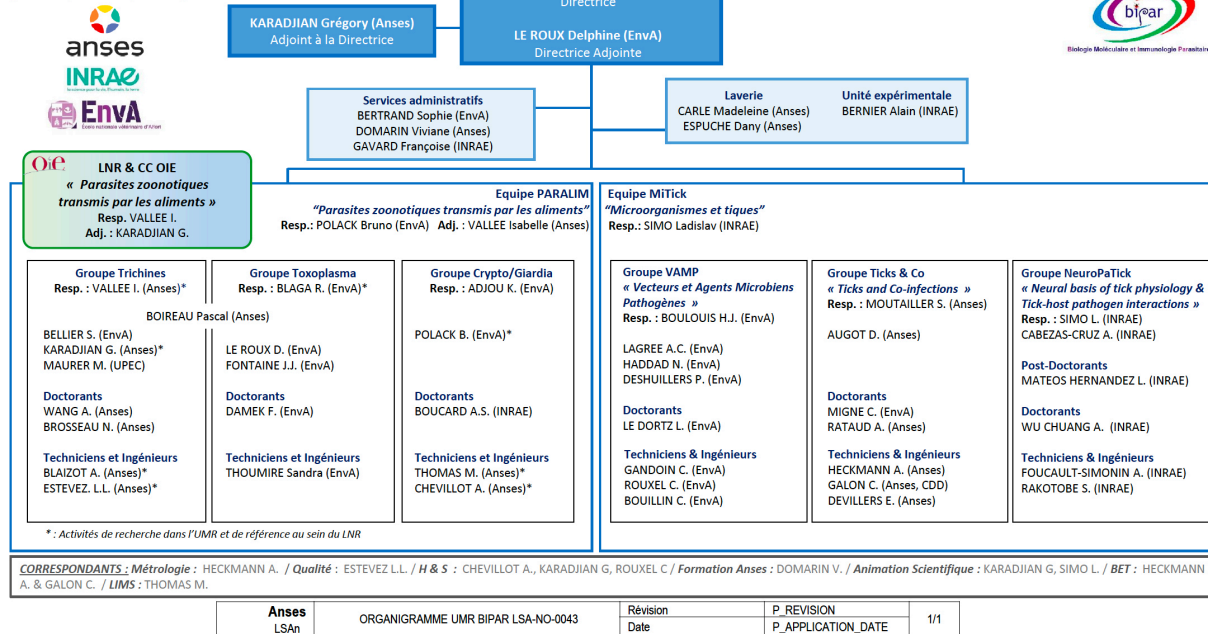 Directrice
KARADJIAN Grégory (Anses)
Adjoint à la Directrice
LE ROUX Delphine (EnvA)
Directrice Adjointe
anses
INRAE
EnvA
Ecole nationale vétérinaire d'Alfort
bipar
Biologie Moléculaire et Immunologie Parasitaire
Services administratifs
BERTRAND Sophie (EnvA)
DOMARIN Viviane (Anses)
GAVARD Françoise (INRAE)
Laverie
CARLE Madeleine (Anses)
ESPUCHE Dany (Anses)
Unité expérimentale
BERNIER Alain (INRAE)
Oie
LNR & CC OIE
« Parasites zoonotiques
transmis par les aliments »
Resp. VALLEE I.
Adj. : KARADJIAN G.
Equipe PARALIM
"Parasites zoonotiques transmis par les aliments"
Resp.: POLACK Bruno (EnvA) Adj. : VALLEE Isabelle (Anses)
Equipe MiTick
"Microorganismes et tiques"
Resp.: SIMO Ladislav (INRAE)
Groupe Trichines
Resp. : VALLEE I. (Anses)*
BOIREAU Pascal (Anses)
BELLIER S. (EnvA)
KARADJIAN G. (Anses)*
MAURER M. (UPEC)
Doctorants
WANG A. (Anses)
BROSSEAU N. (Anses)
Techniciens et Ingénieurs
BLAIZOT A. (Anses)*
ESTEVEZ. L.L. (Anses)*
Groupe Toxoplasma
Resp. : BLAGA R. (EnvA)*
LE ROUX D. (EnvA)
FONTAINE J.J. (EnvA)
Doctorants
DAMEK F. (EnvA)
Techniciens et Ingénieurs
THOUMIRE Sandra (EnvA)
Groupe Crypto/Giardia
Resp. : ADJOU K. (EnvA)
POLACK B. (EnvA)*
Doctorants
BOUCARD A.S. (INRAE)
Techniciens et Ingénieurs
THOMAS M. (Anses)*
CHEVILLOT A. (Anses)*
Groupe VAMP
« Vecteurs et Agents Microbiens
Pathogènes »
Resp. : BOULOUIS H.J. (EnvA)
LAGREE A.C. (EnvA)
HADDAD N. (EnvA)
DESHUILLERS P. (EnvA)
Doctorants
LE DORTZ L. (EnvA)
Techniciens & Ingénieurs
GANDOIN C. (EnvA)
ROUXEL C. (EnvA)
BOUILLIN C. (EnvA)
Groupe Ticks & Co
« Ticks and Co-infections »
Resp. : MOUTAILLER S. (Anses)
AUGOT D. (Anses)
Doctorants
MIGNE C. (EnvA)
RATAUD A. (Anses)
Techniciens & Ingénieurs
HECKMANN A. (Anses)
GALON C. (Anses, CDD)
DEVILLERS E. (Anses)
Groupe NeuroPaTick
« Neural basis of tick physiology &
Tick-host pathogen interactions »
Resp. : SIMO L. (INRAE)
CABEZAS-CRUZ A. (INRAE)
Post-Doctorants
MATEOS HERNANDEZ L. (INRAE)
Doctorants
WU CHUANG A. (INRAE)
Techniciens & Ingénieurs
FOUCAULT-SIMONIN A. (INRAE)
RAKOTOBE S. (INRAE)
* : Activités de recherche dans l'UMR et de référence au sein du LNR
CORRESPONDANTS : Métrologie : HECKMANN A. / Qualité : ESTEVEZ L.L. / H & S : CHEVILLOT A., KARADJIAN G, ROUXEL C / Formation Anses : DOMARIN V. / Animation Scientifique : KARADJIAN G, SIMO L. / BET : HECKMANN
A. & GALON C. / LIMS : THOMAS M.
Anses
LSAn
ORGANIGRAMME UMR BIPAR LSA-NO-0043
Révision
P_REVISION
Date
P_APPLICATION_DATE
1/1